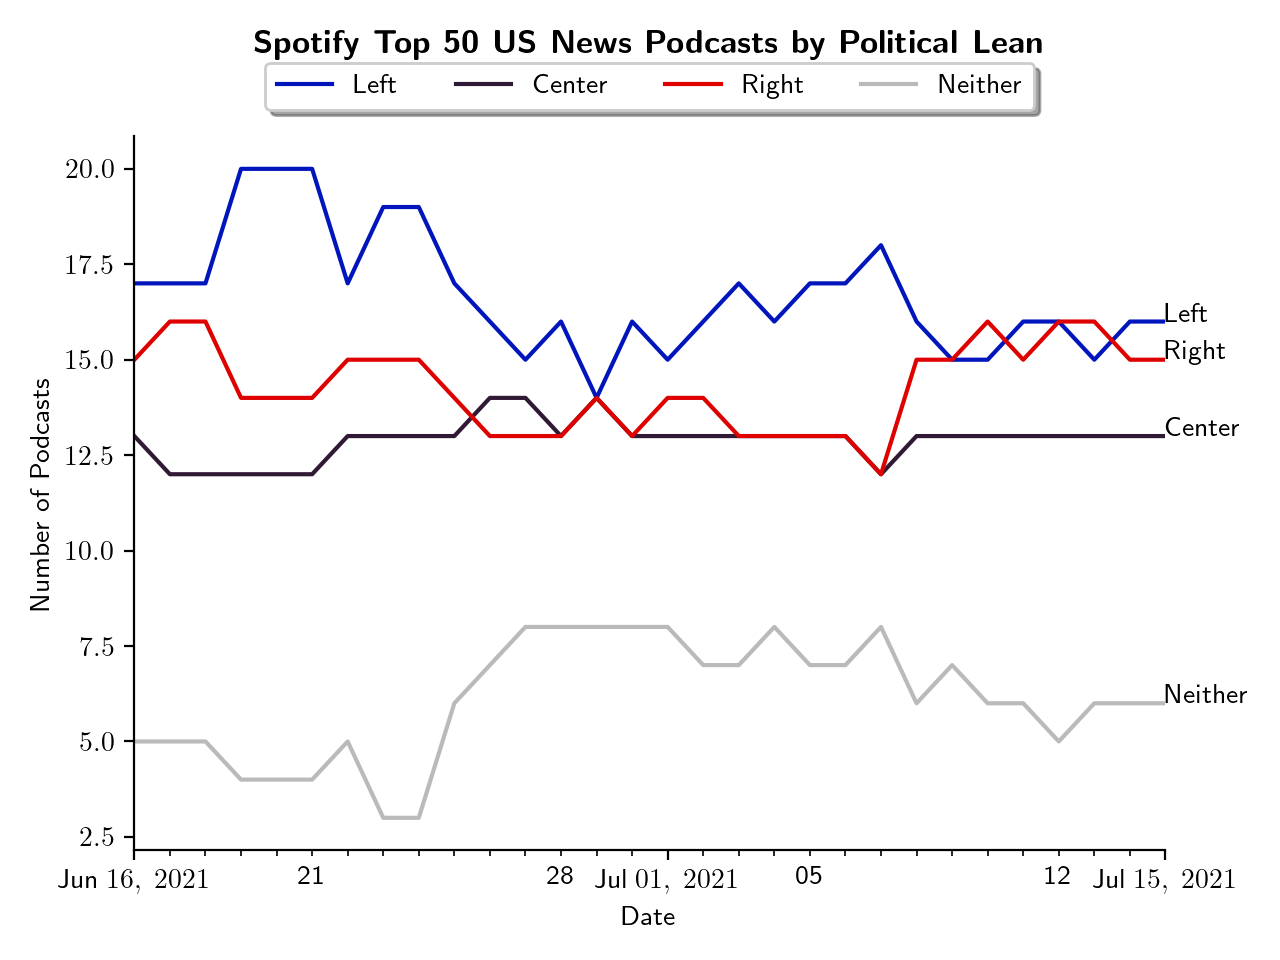 Spotify Top 50 US News Podcasts by Political Lean
Left Center Right Neither
Number of Podcasts
20.0
17.5
15.0
12.5
10.0
7.5
5.0
2.5
Left
Right
Center
Neither
Jun 16, 2021 21 28 Jul 01, 2021 05 12 Jul 15, 2021
Date